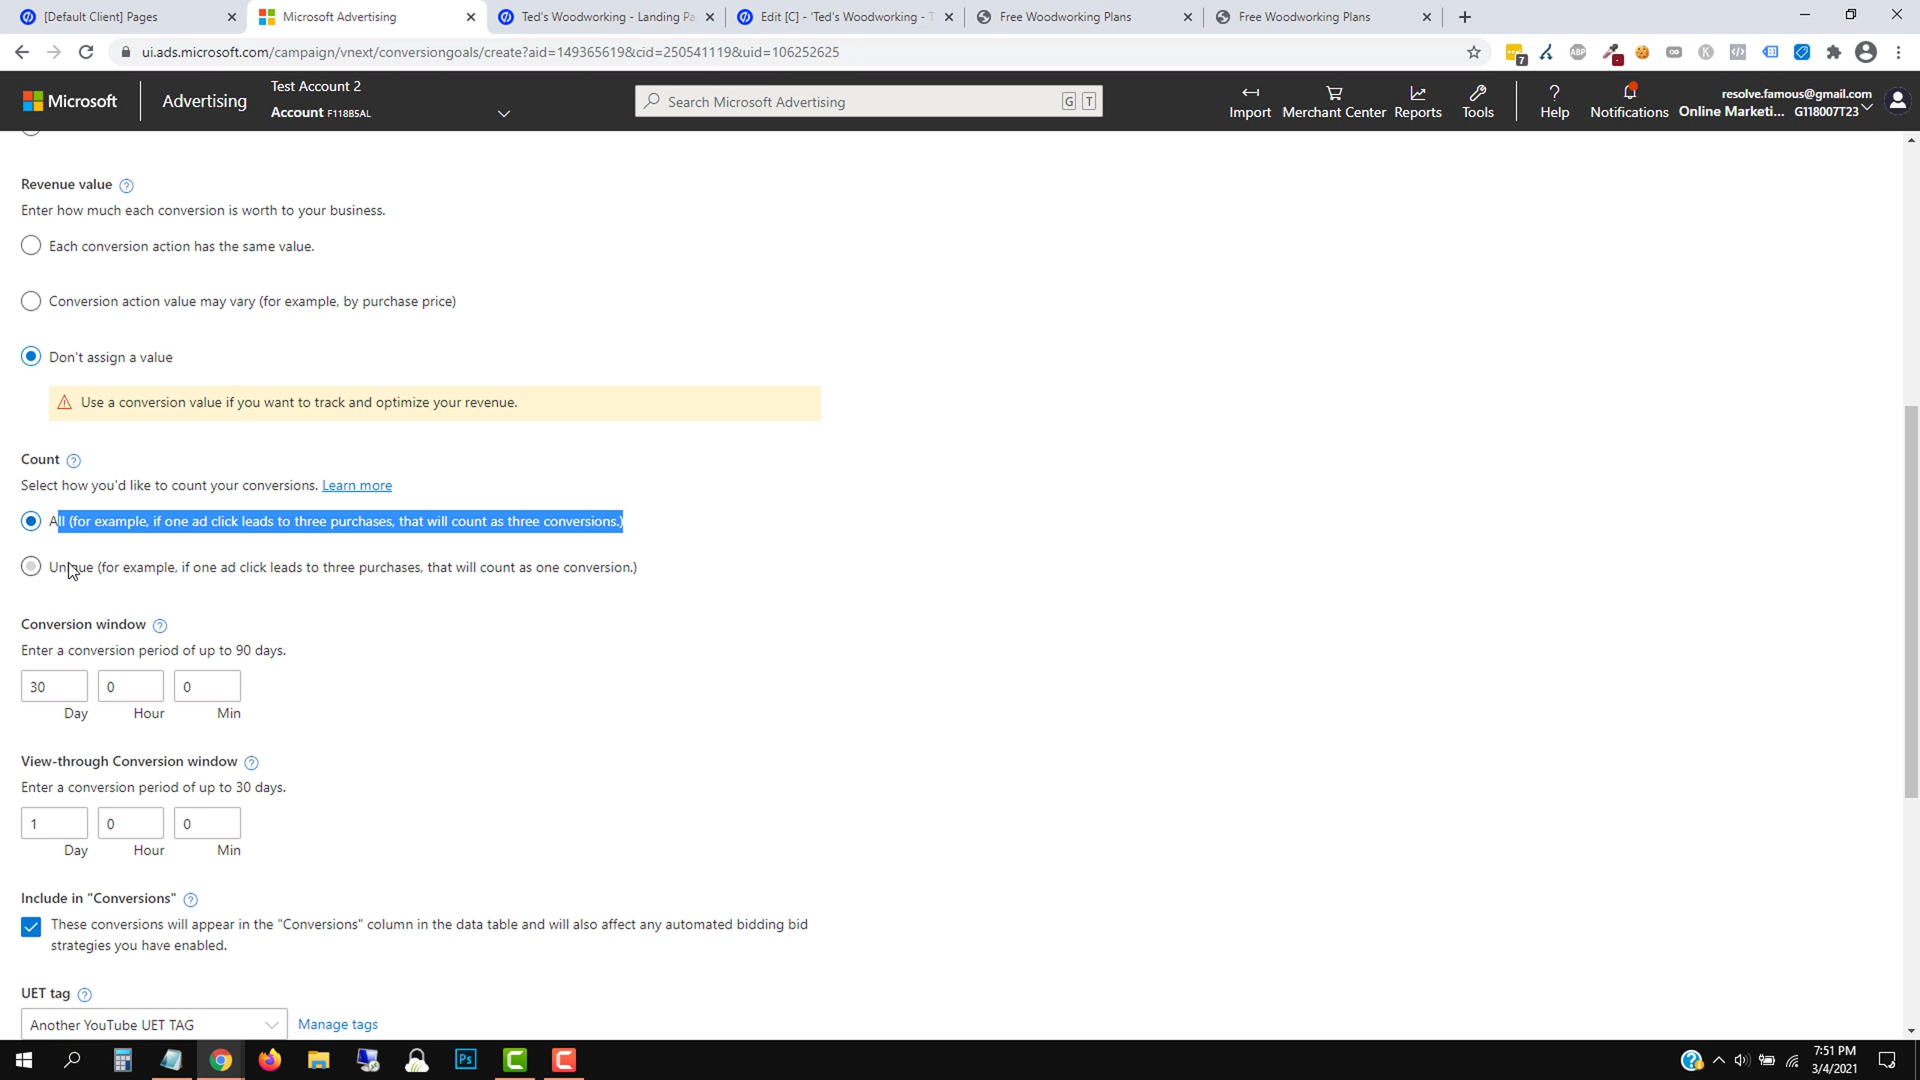 [Default Client] Pages
Microsoft Advertising
Ted's Woodworking - Landing Pa
Edit [C] - 'Ted's Woodworking - T
Free Woodworking Plans
Free Woodworking Plans
ui.ads.microsoft.com/campaign/vnext/conversiongoals/create?aid=149365619&cid=250541119&uid=106252625
ABP
7
Microsoft
Advertising
Test Account 2
Account F118B5AL
Search Microsoft Advertising
G T
Import
Merchant Center
Reports
Tools
Help
Notifications
resolve.famous@gmail.com
Online Marketi... G118007T23
Revenue value
Enter how much each conversion is worth to your business.
Each conversion action has the same value.
Conversion action value may vary (for example, by purchase price)
Don't assign a value
Use a conversion value if you want to track and optimize your revenue.
Count
Select how you'd like to count your conversions. Learn more
All (for example, if one ad click leads to three purchases, that will count as three conversions.)
Unique (for example, if one ad click leads to three purchases, that will count as one conversion.)
Conversion window
Enter a conversion period of up to 90 days.
30 0 0
Day Hour Min
View-through Conversion window
Enter a conversion period of up to 30 days.
1 0 0
Day Hour Min
Include in "Conversions"
These conversions will appear in the "Conversions" column in the data table and will also affect any automated bidding bid
strategies you have enabled.
UET tag
Another YouTube UET TAG
Manage tags
Ps
7:51 PM
3/4/2021